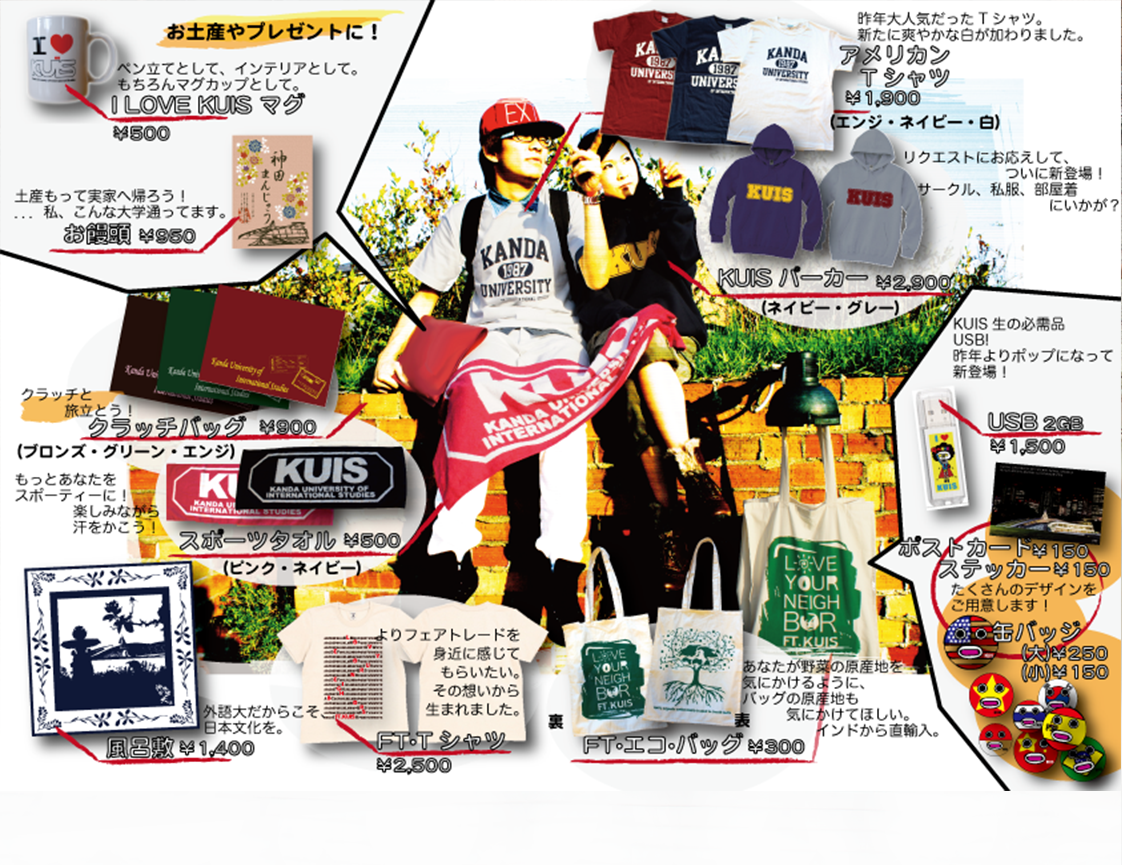 お土産やプレゼントに！
I ♥ KUIS
ペン立てとして、インテリアとして。
もちろんマグカップとして。
I LOVE KUIS マグ
¥500
神田
まんじゅう
土産もって実家へ帰ろう！
... 私、こんな大学通ってます。
お饅頭 ¥950
昨年大人気だったTシャツ。
新たに爽やかな白が加わりました。
アメリカン
Tシャツ
¥1,900
(エンジ・ネイビー・白)
KANDA
1987
UNIVERSITY
KANDA
1987
UNIVERSITY
KANDA
1987
UNIVERSITY
リクエストにお応えして、
ついに新登場！
サークル、私服、部屋着
にいかが？
KUIS
KUIS
KUIS パーカー ¥2,900
(ネイビー・グレー)
EXI
KANDA
1987
UNIVERSITY
KUIS
KANDA UNIVERSITY
INTERNATIONAL
Kanda University of
International Studies
クラッチと
旅立とう！
クラッチバッグ ¥900
(ブロンズ・グリーン・エンジ)
もっとあなたを
スポーティーに！
楽しみながら
汗をかこう！
KUIS
KANDA UNIVERSITY OF
INTERNATIONAL STUDIES
スポーツタオル ¥500
(ピンク・ネイビー)
外語大だからこそ、
日本文化を。
風呂敷 ¥1,400
よりフェアトレードを
身近に感じて
もらいたい。
その想いから
生まれました。
FT・Tシャツ
¥2,500
LOVE
YOUR
NEIGH
BOR
FT.KUIS
LOVE
YOUR
NEIGH
BOR
FT.KUIS
裏
表
あなたが野菜の原産地を
気にかけるように、
バッグの原産地も
気にかけてほしい。
インドから直輸入。
FT・エコ・バッグ ¥300
KUIS 生の必需品
USB!
昨年よりポップになって
新登場！
I ♥
KUIS
USB 2GB
¥1,500
ポストカード¥150
ステッカー¥150
たくさんのデザインを
ご用意します！
缶バッジ
(大)¥250
(小)¥150